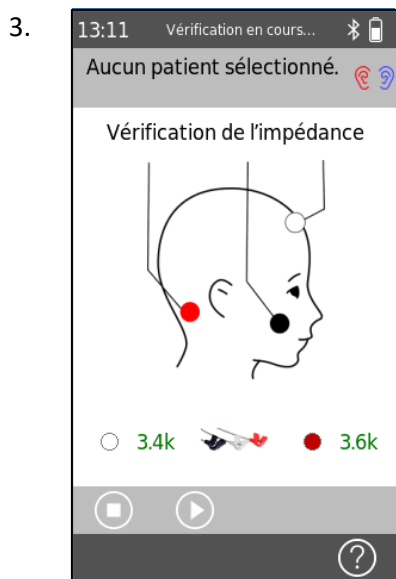 3.
13:11 Vérification en cours...
Aucun patient sélectionné.
Vérification de l'impédance
3.4k 3.6k
?